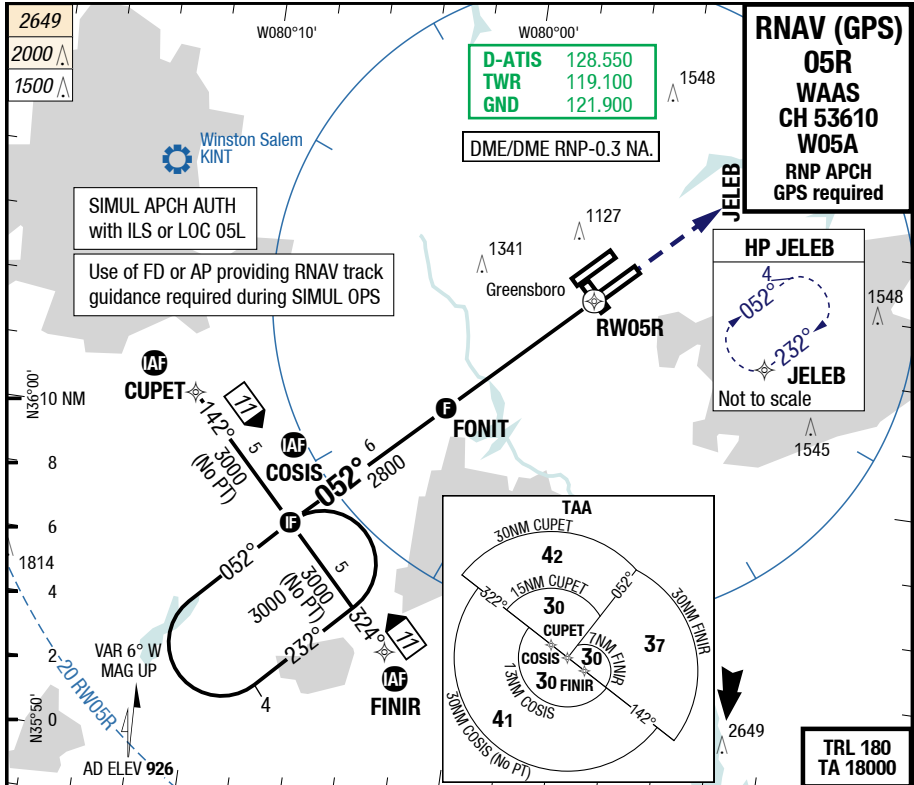 2649
2000
1500
W080°10'
W080°00'
D-ATIS 128.550
TWR 119.100
GND 121.900
1548
RNAV (GPS)
05R
WAAS
CH 53610
W05A
RNP APCH
GPS required
DME/DME RNP-0.3 NA.
Winston Salem
KINT
SIMUL APCH AUTH
with ILS or LOC 05L
Use of FD or AP providing RNAV track
guidance required during SIMUL OPS
JELEB
1127
1341
Greensboro
RW05R
HP JELEB
4
052°
232°
JELEB
Not to scale
1548
1545
N36°00'
10 NM
8
6
4
2
0
N35°50'
IAF
CUPET
142°
11
5
3000
(No PT)
IAF
COSIS
052°
6
2800
F
FONIT
IF
052°
5
3000
(No PT)
3000
232°
324°
11
4
IAF
FINIR
1814
VAR 6° W
MAG UP
20 RW05R
AD ELEV 926
TAA
30NM CUPET
42
322°
15NM CUPET
052°
30
30NM FINIR
CUPET
7NM FINIR
37
COSIS
30
30
FINIR
13NM COSIS
41
142°
30NM COSIS (No PT)
2649
TRL 180
TA 18000